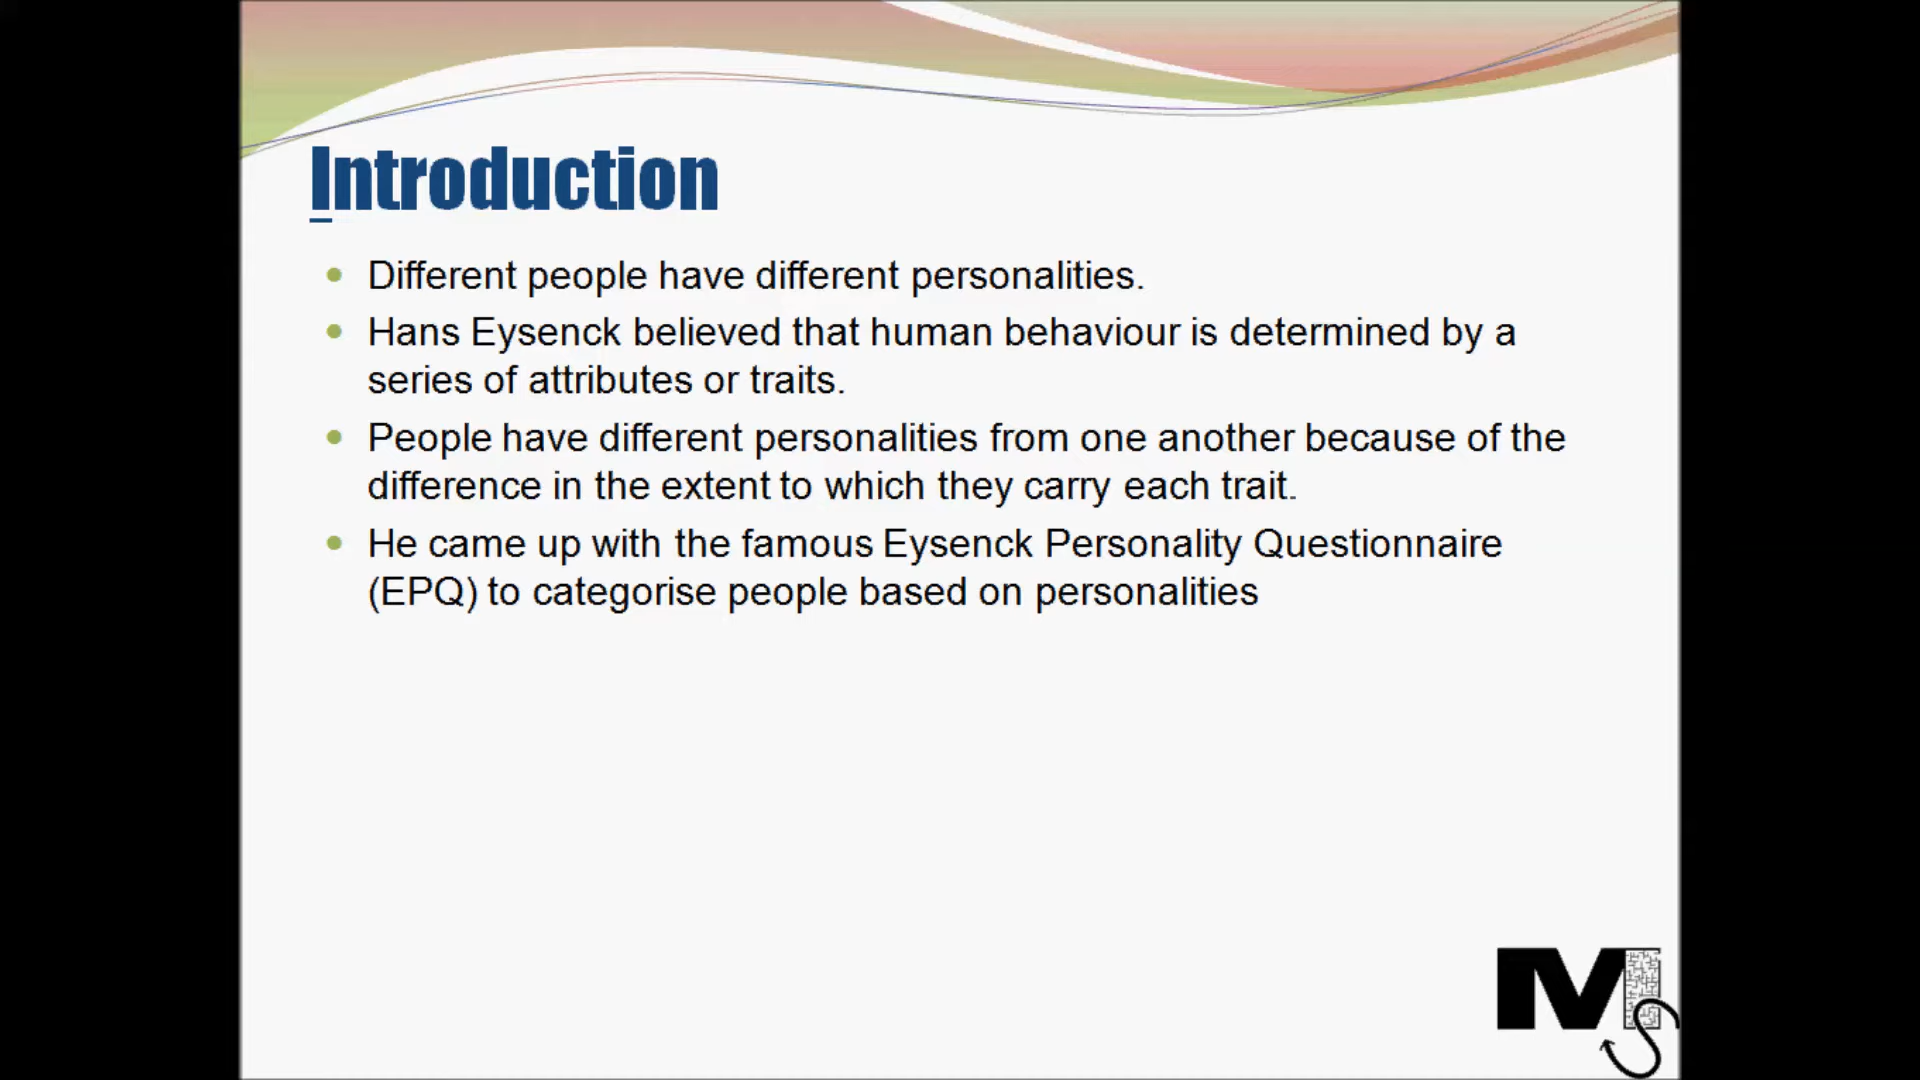 Introduction
Different people have different personalities.
Hans Eysenck believed that human behaviour is determined by a
series of attributes or traits.
People have different personalities from one another because of the
difference in the extent to which they carry each trait.
He came up with the famous Eysenck Personality Questionnaire
(EPQ) to categorise people based on personalities
MS